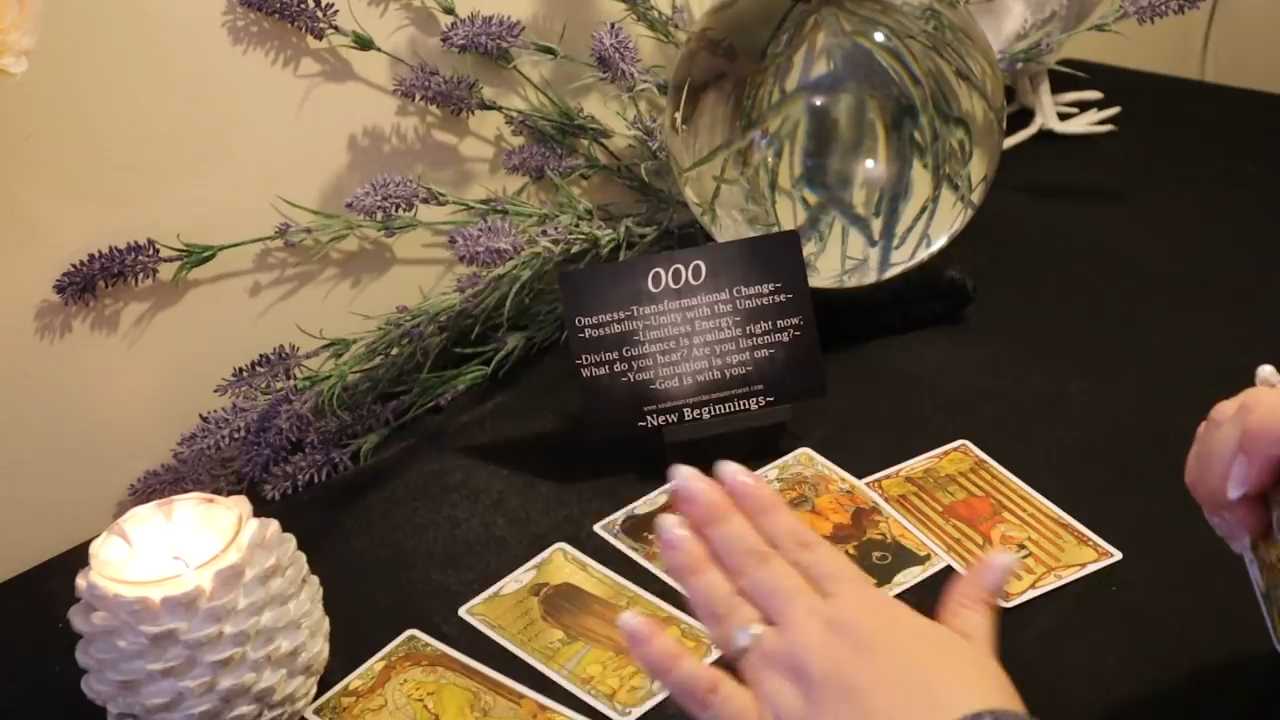 000
Oneness~Transformational Change~
~Possibility~Unity with the Universe~
~Limitless Energy~
~Divine Guidance is available right now;
What do you hear? Are you listening?~
~Your intuition is spot on~
~God is with you~
~New Beginnings~